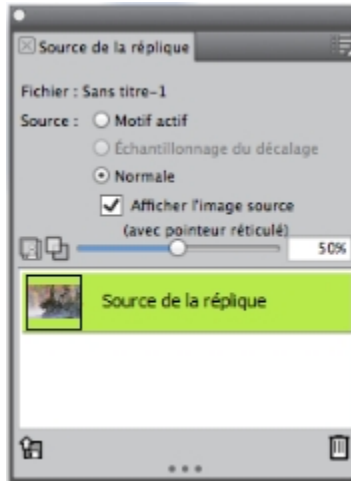 Source de la réplique
Fichier : Sans titre-1
Source : Motif actif
Échantillonnage du décalage
Normale
Afficher l'image source
(avec pointeur réticulé)
50%
Source de la réplique